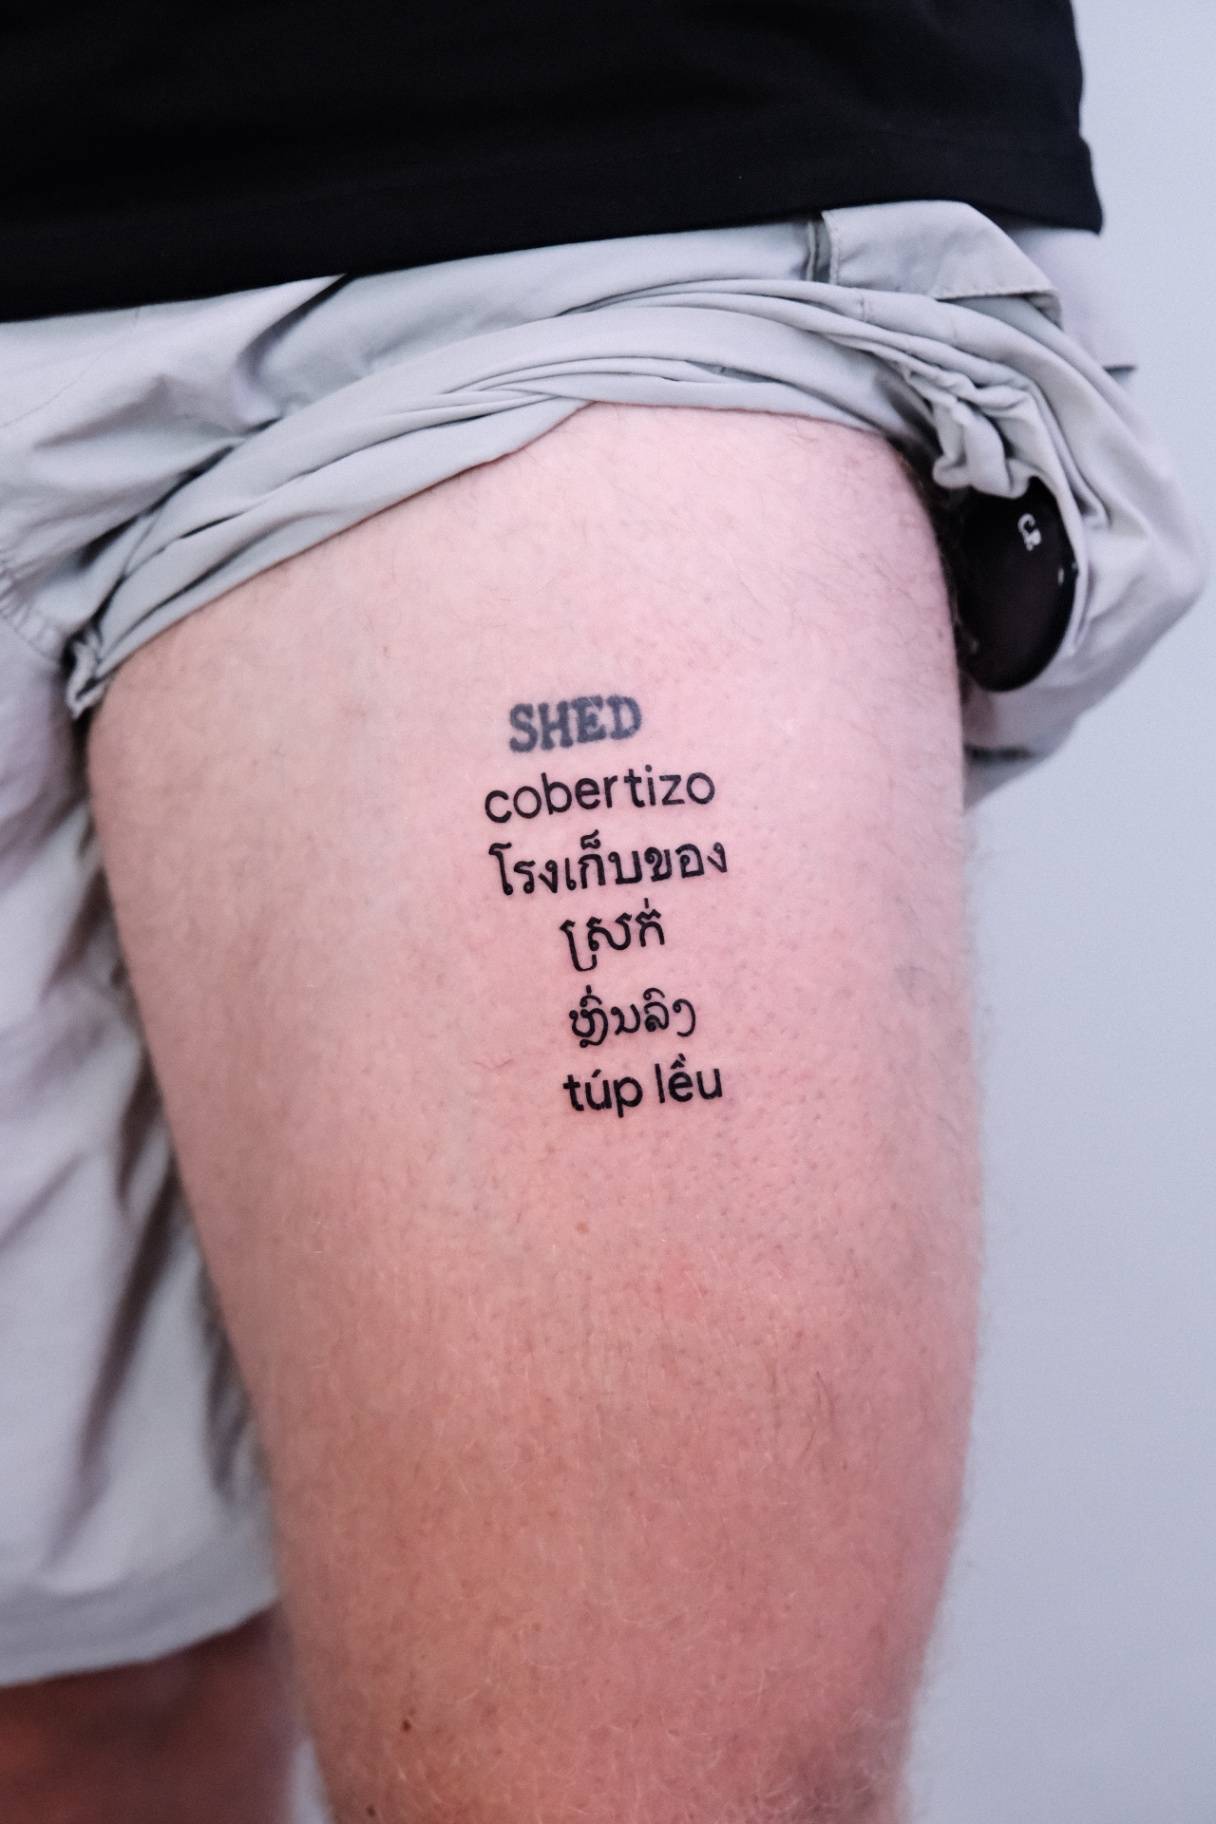 SHED
cobertizo
โรงเก็บของ
ស្រក់
ຫຼົ່ນລົງ
túp lều